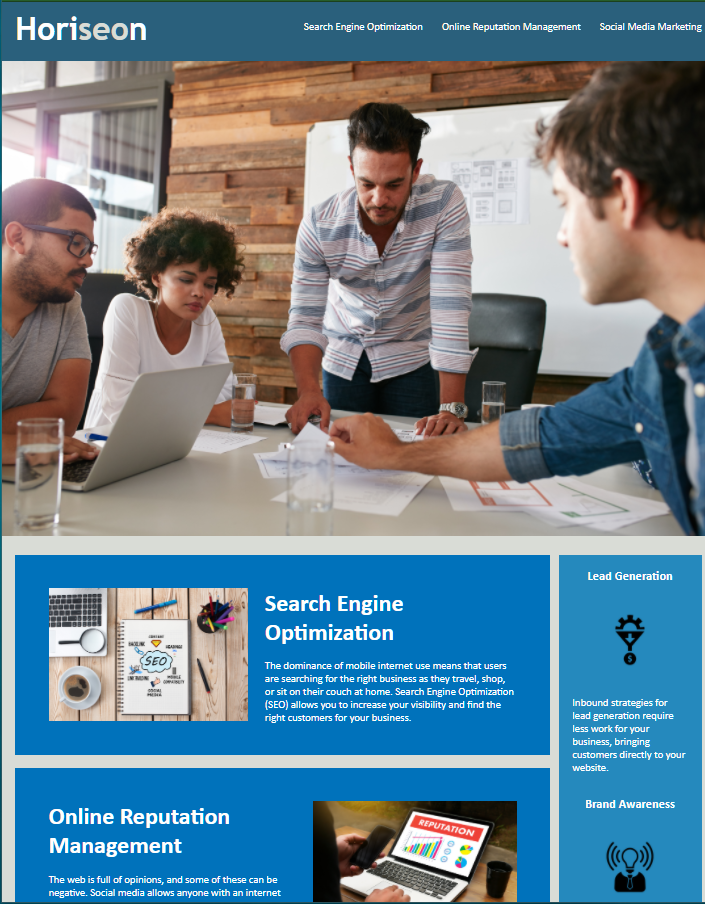 Horiseon
Search Engine Optimization Online Reputation Management Social Media Marketing
Search Engine
Optimization
The dominance of mobile internet use means that users
are searching for the right business as they travel, shop,
or sit on their couch at home. Search Engine Optimization
(SEO) allows you to increase your visibility and find the
right customers for your business.
SEO
Lead Generation
Inbound strategies for
lead generation require
less work for your
business, bringing
customers directly to your
website.
Brand Awareness
Online Reputation
Management
The web is full of opinions, and some of these can be
negative. Social media allows anyone with an internet
REPUTATION